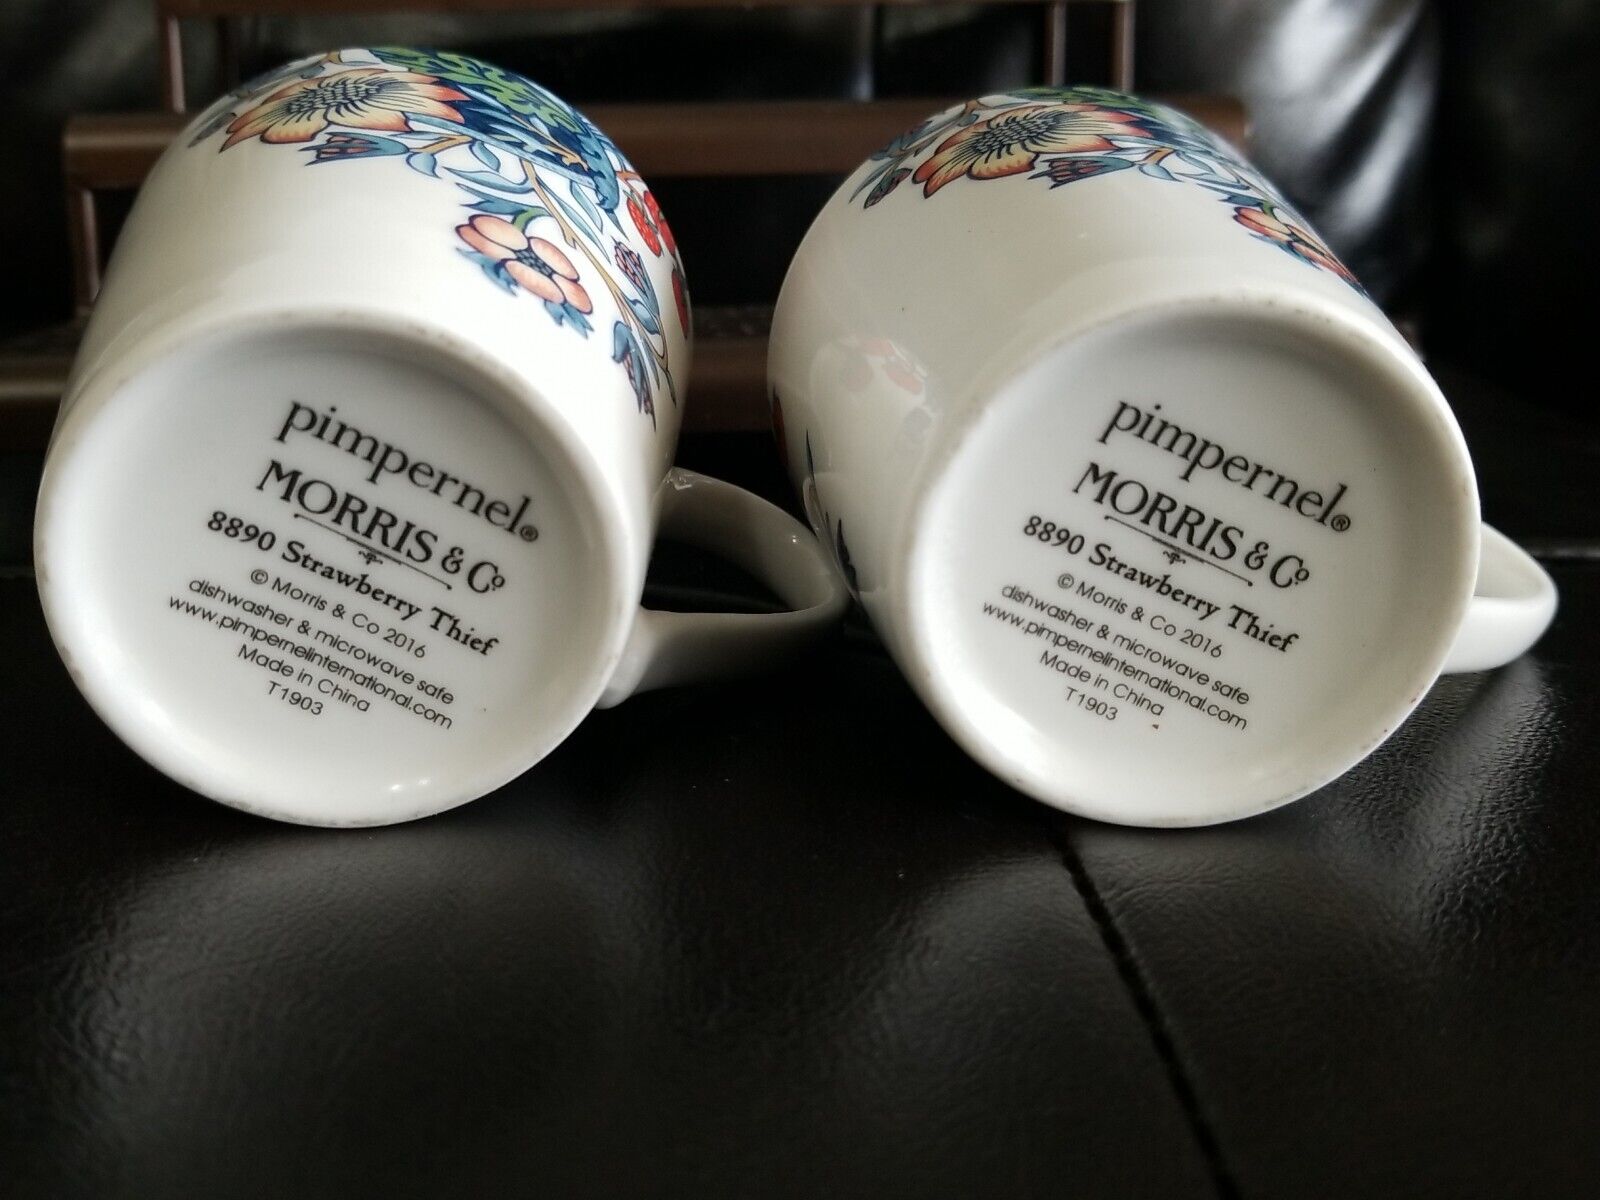 pimpernel®
MORRIS & Co
8890 Strawberry Thief
© Morris & Co 2016
dishwasher & microwave safe
www.pimpernelinternational.com
Made in China
T1903
pimpernel®
MORRIS & Co
8890 Strawberry Thief
© Morris & Co 2016
dishwasher & microwave safe
www.pimpernelinternational.com
Made in China
T1903